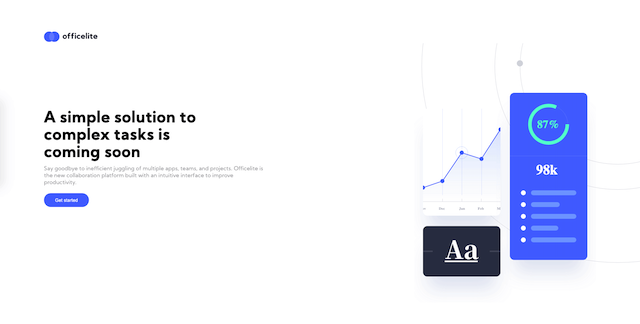 officelite
A simple solution to
complex tasks is
coming soon
Say goodbye to inefficient juggling of multiple apps, teams, and projects. Officelite is
the new collaboration platform built with an intuitive interface to improve
productivity.
Get started
87%
98k
Dec
Jan
Feb
Aa